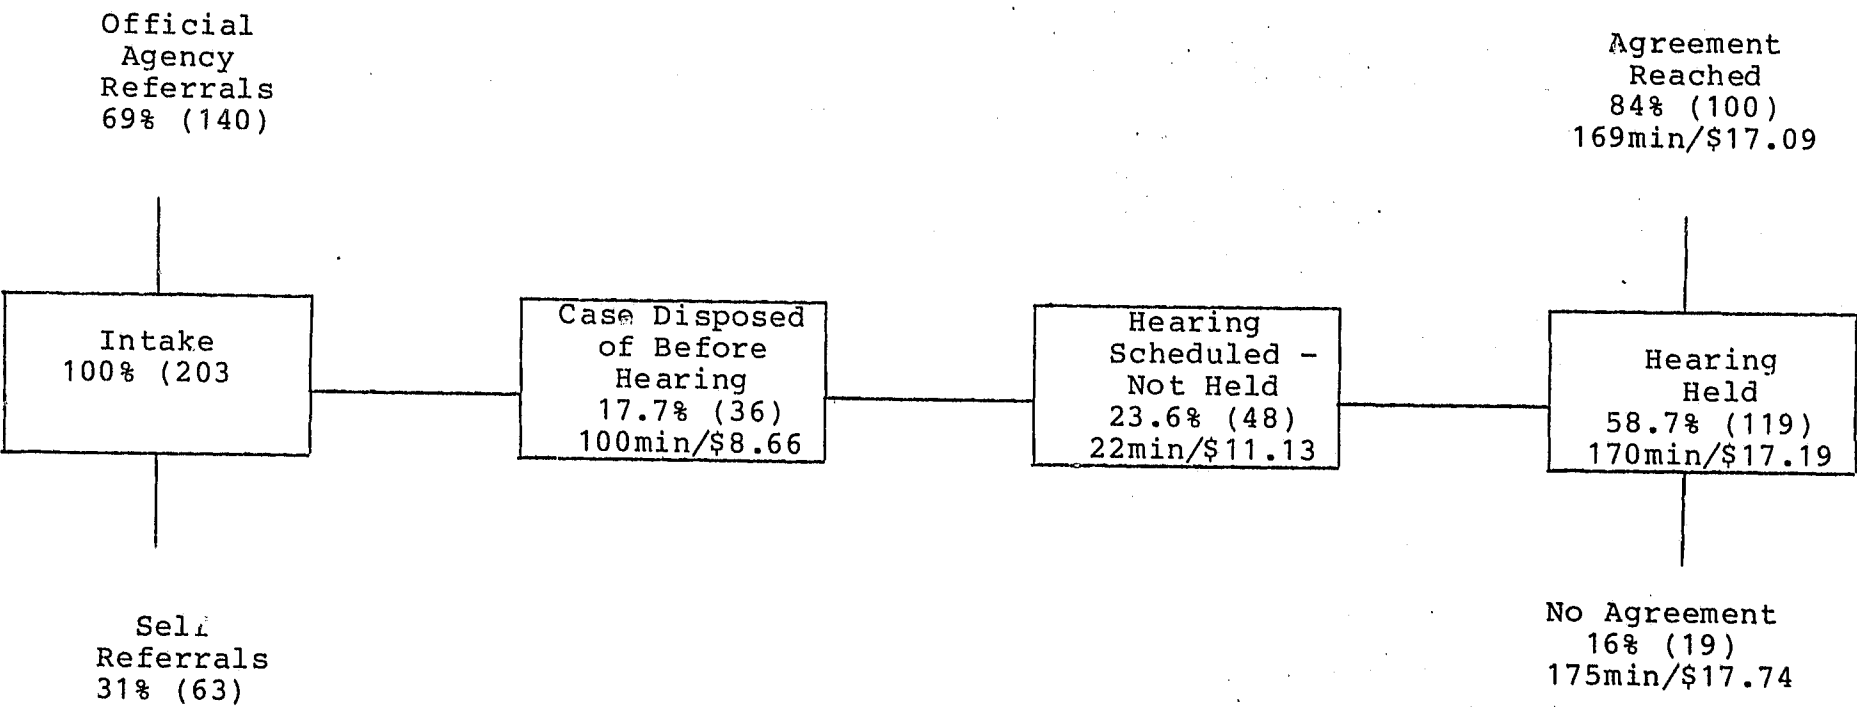 Official
Agency
Referrals
69% (140)
Agreement
Reached
84% (100)
169min/$17.09
Intake
100% (203
Case Disposed
of Before
Hearing
17.7% (36)
100min/$8.66
Hearing
Scheduled -
Not Held
23.6% (48)
22min/$11.13
Hearing
Held
58.7% (119)
170min/$17.19
Self
Referrals
31% (63)
No Agreement
16% (19)
175min/$17.74